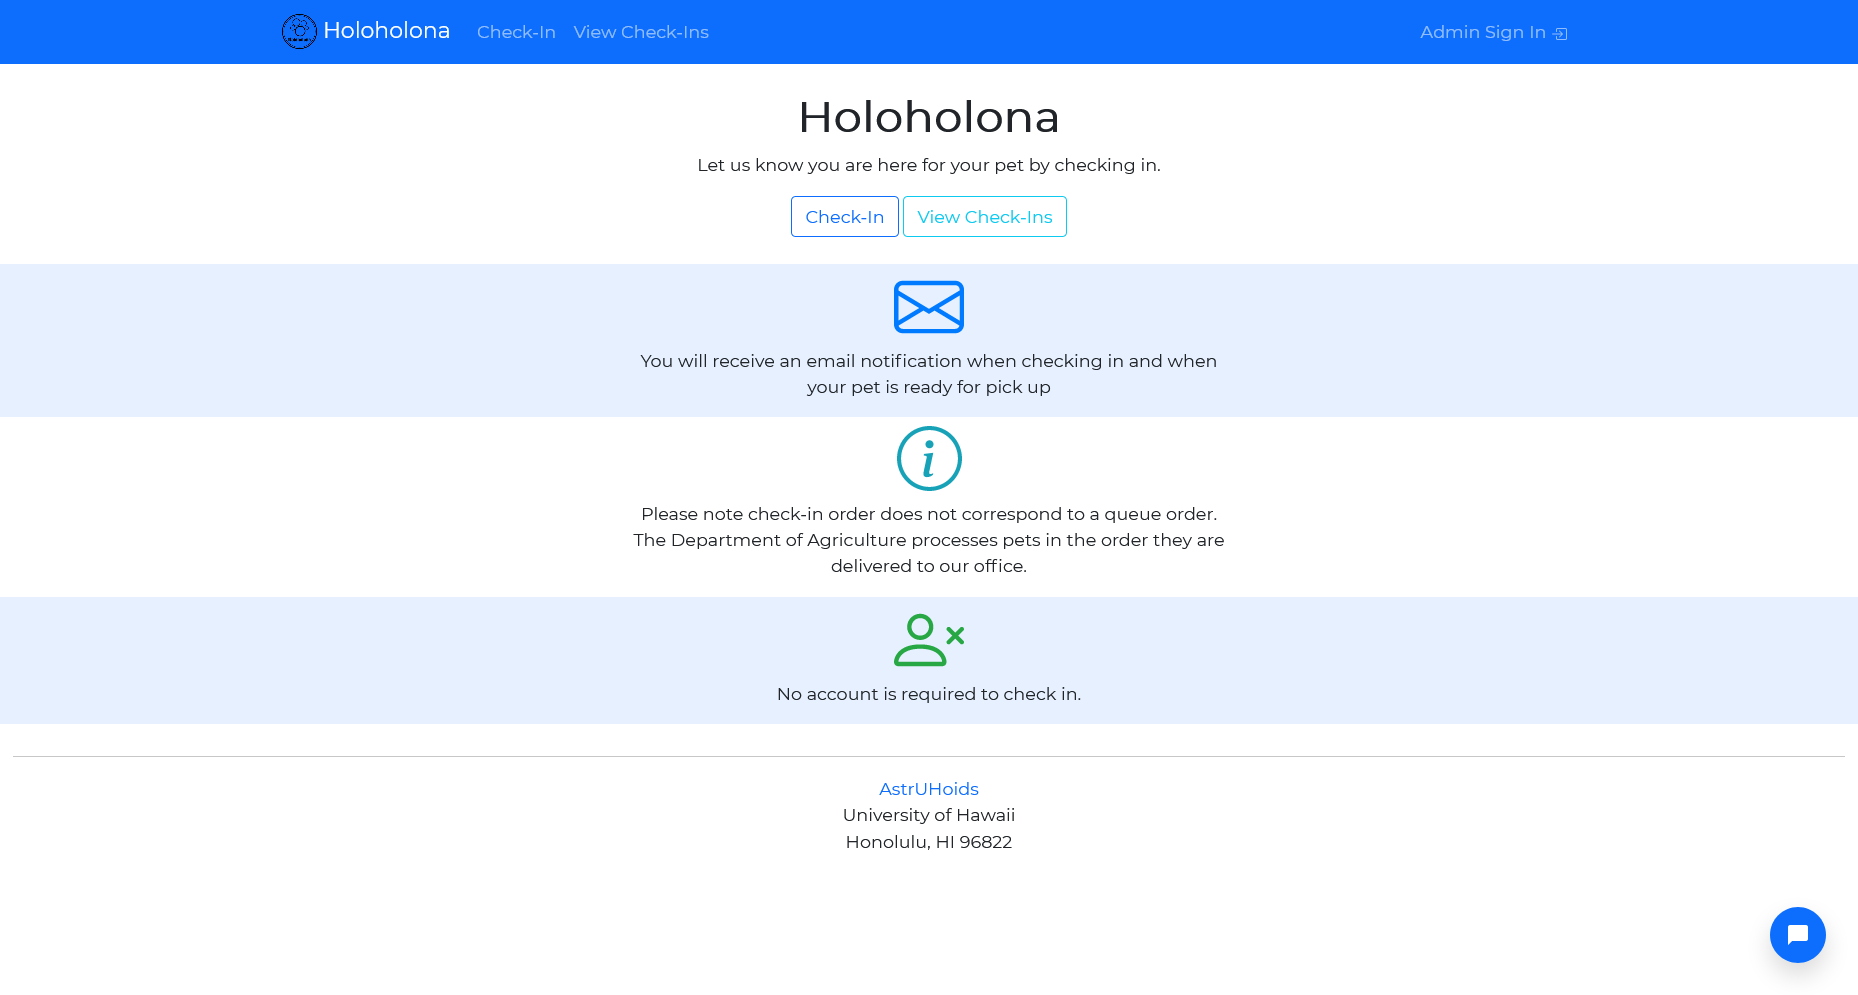 Holoholona
Check-In
View Check-Ins
Admin Sign In
Holoholona
Let us know you are here for your pet by checking in.
Check-In
View Check-Ins
You will receive an email notification when checking in and when
your pet is ready for pick up
Please note check-in order does not correspond to a queue order.
The Department of Agriculture processes pets in the order they are
delivered to our office.
No account is required to check in.
AstrUHoids
University of Hawaii
Honolulu, HI 96822